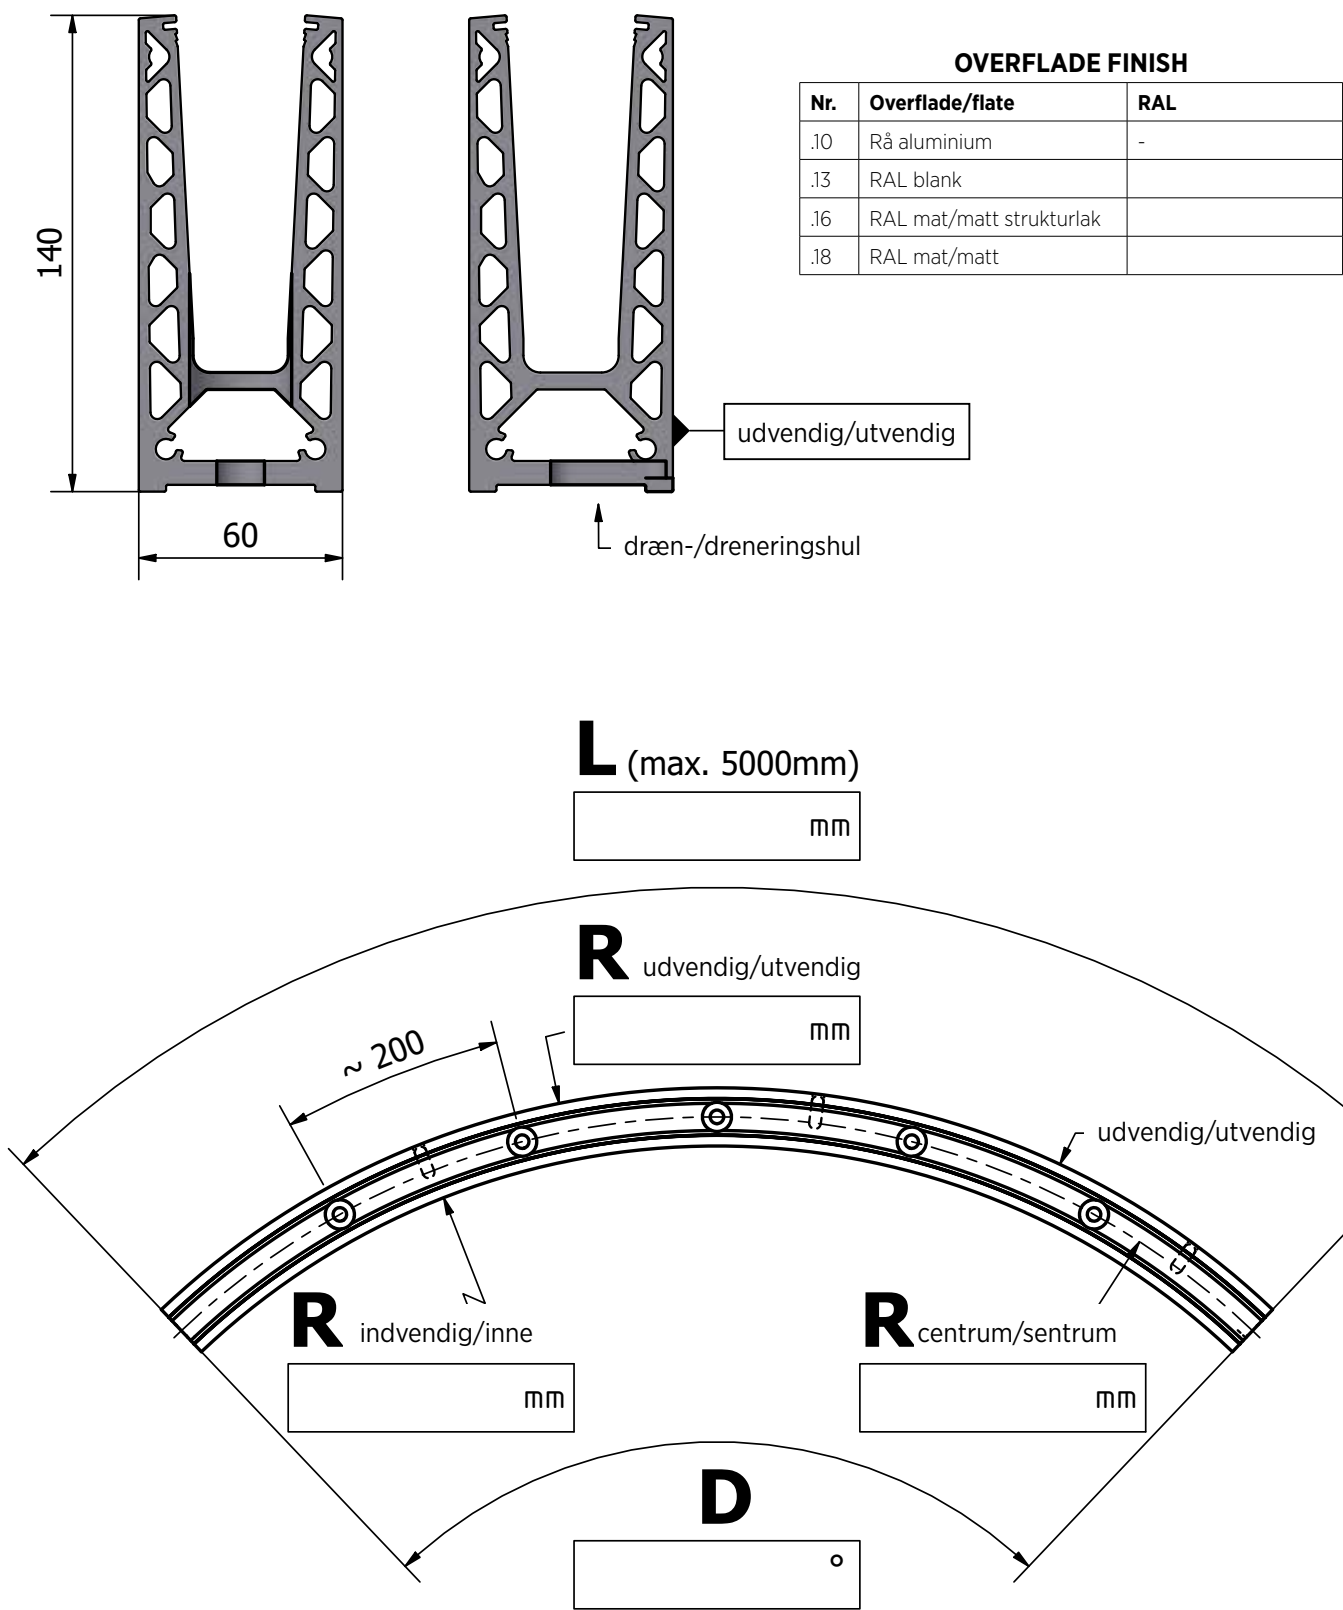 OVERFLADE FINISH
Nr. Overflade/flate RAL
.10 Rå aluminium -
.13 RAL blank
.16 RAL mat/matt strukturlak
.18 RAL mat/matt
140
60
udvendig/utvendig
dræn-/dreneringshul
L (max. 5000mm)
mm
R udvendig/utvendig
mm
~ 200
udvendig/utvendig
R indvendig/inne
mm
R centrum/sentrum
mm
D
°